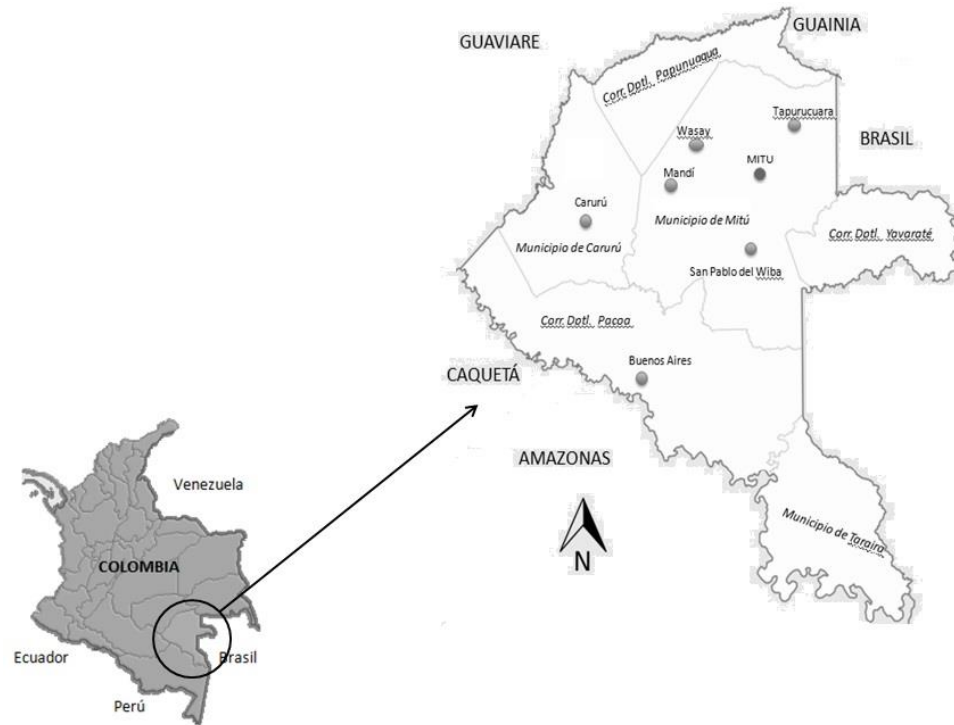 GUAINIA
GUAVIARE
Corr. Dptl. Papunuagua
Tapurucuara
Wasay
BRASIL
MITU
Mandí
Carurú
Municipio de Mitú
Corr. Dptl. Yavaraté
Municipio de Carurú
San Pablo del Wiba
Corr. Dptl. Pacoa
Buenos Aires
CAQUETÁ
AMAZONAS
N
Municipio de Taraira
Venezuela
COLOMBIA
Ecuador
Brasil
Perú